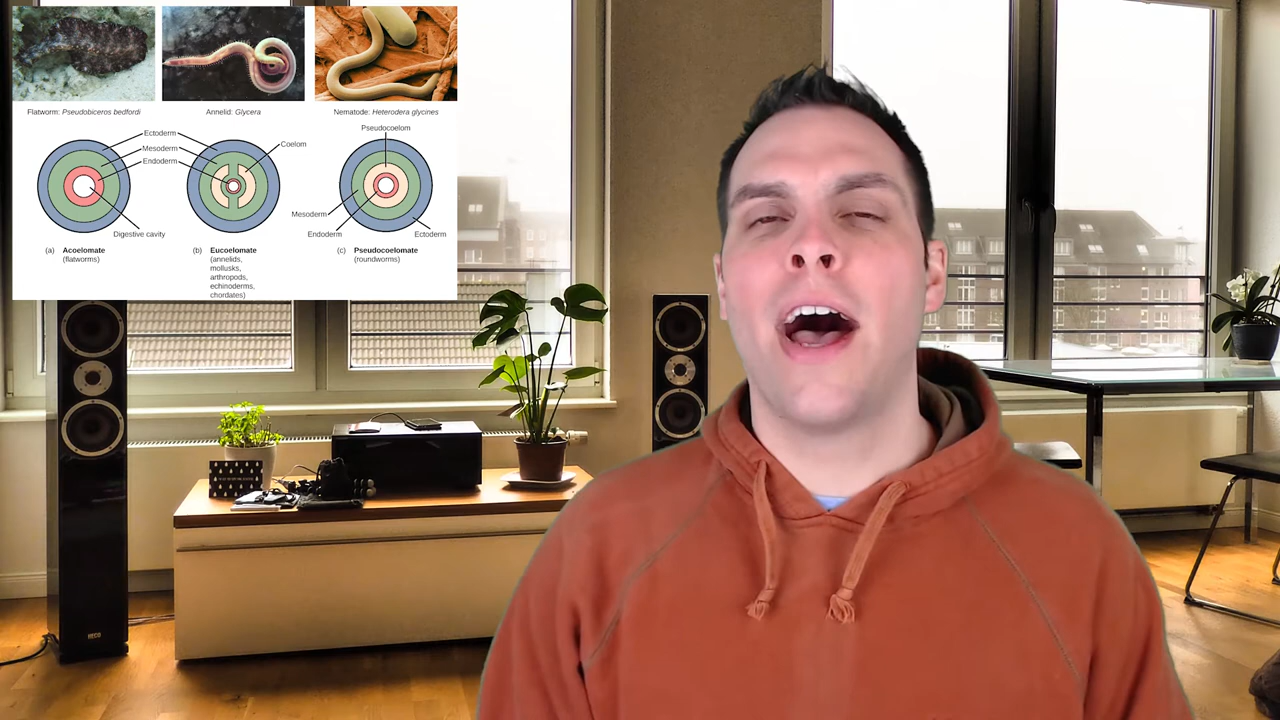 Flatworm: Pseudobiceros bedfordi
Annelid: Glycera
Nematode: Heterodera glycines
Ectoderm
Mesoderm
Endoderm
Digestive cavity
Coelom
Pseudocoelom
Mesoderm
Endoderm
Ectoderm
(a) Acoelomate
(flatworms)
(b) Eucoelomate
(annelids,
mollusks,
arthropods,
echinoderms,
chordates)
(c) Pseudocoelomate
(roundworms)
HECO